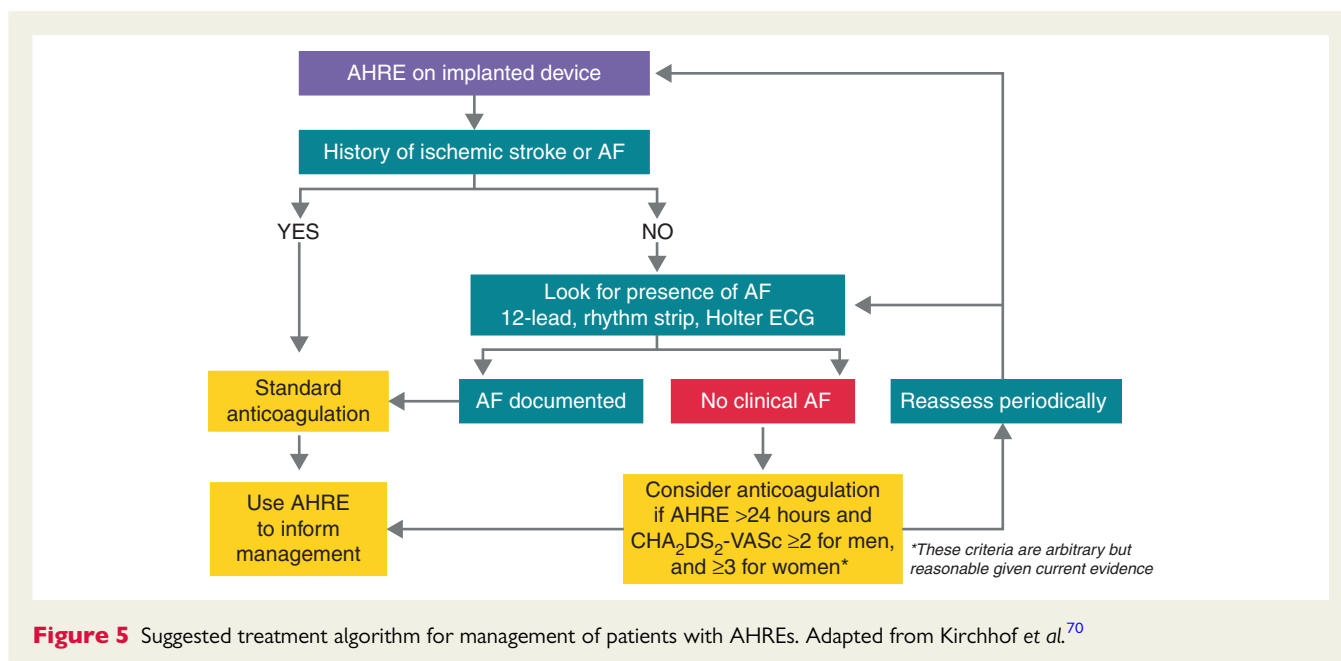 AHRE on implanted device
History of ischemic stroke or AF
YES
NO
Look for presence of AF
12-lead, rhythm strip, Holter ECG
Standard
anticoagulation
AF documented
No clinical AF
Reassess periodically
Use AHRE
to inform
management
Consider anticoagulation
if AHRE >24 hours and
CHA₂DS₂-VASc ≥2 for men,
and ≥3 for women*
*These criteria are arbitrary but
reasonable given current evidence
Figure 5 Suggested treatment algorithm for management of patients with AHREs. Adapted from Kirchhof et al.⁷⁰